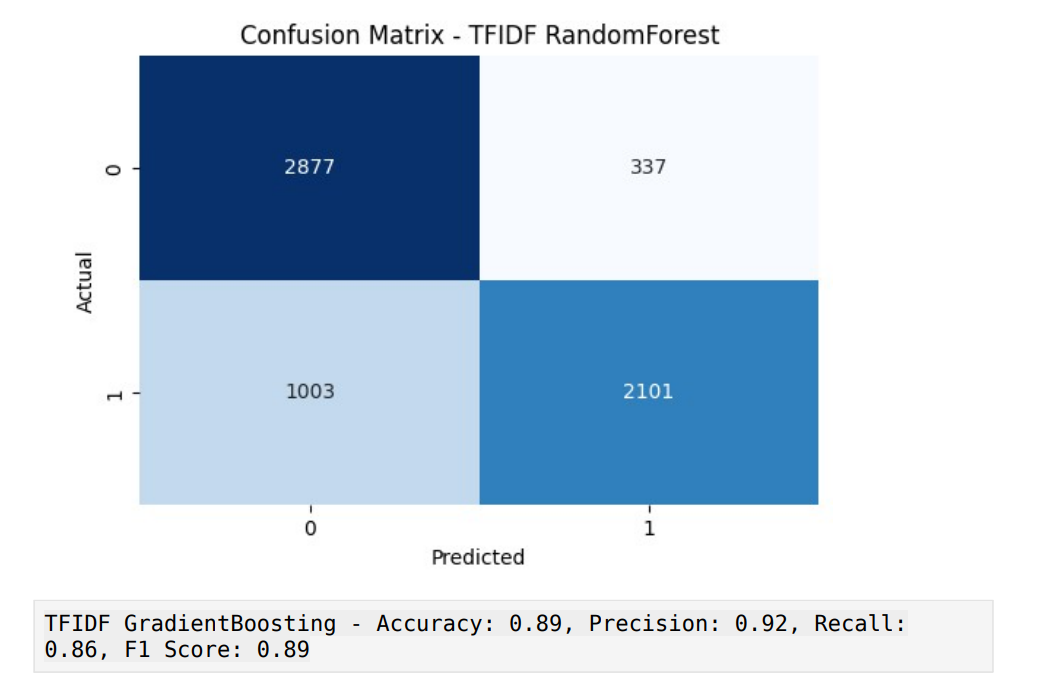 Confusion Matrix - TFIDF RandomForest
0
2877
337
Actual
1
1003
2101
0
1
Predicted
TFIDF GradientBoosting - Accuracy: 0.89, Precision: 0.92, Recall:
0.86, F1 Score: 0.89